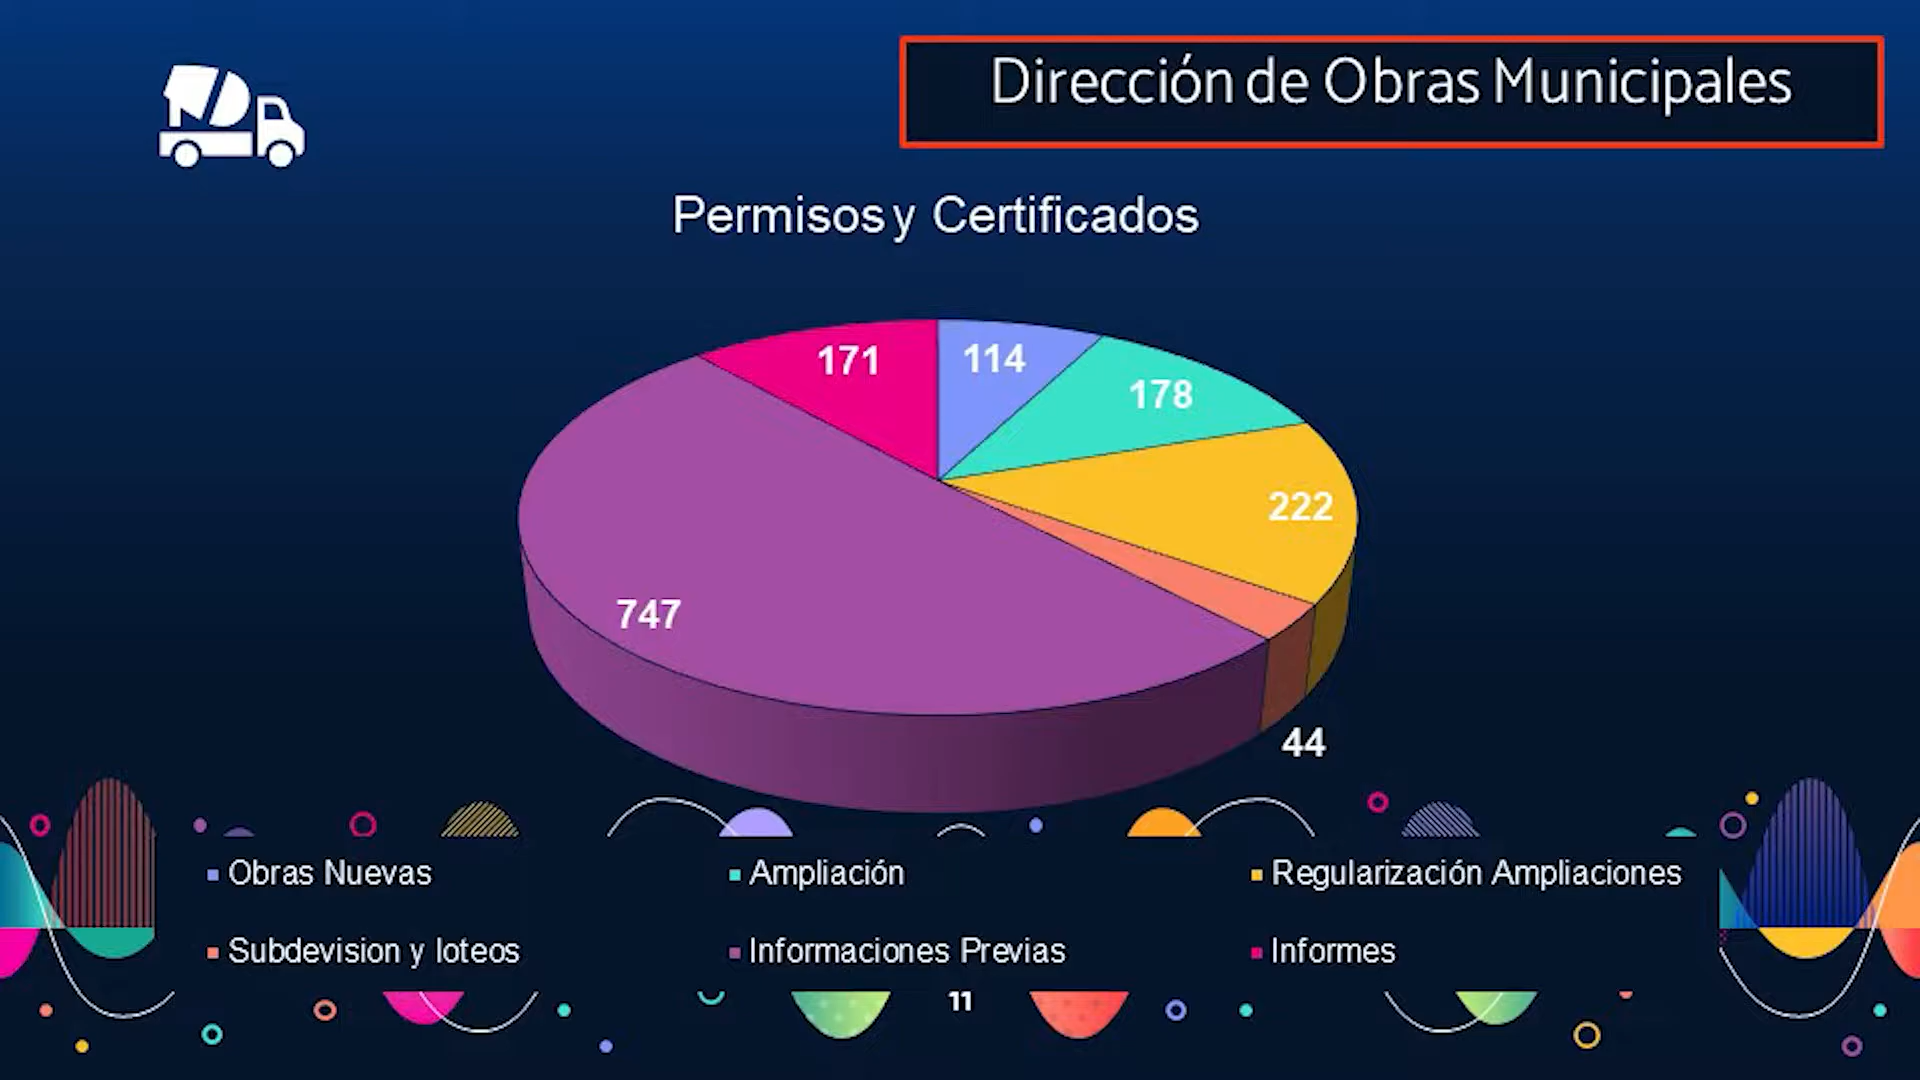 Dirección de Obras Municipales
Permisos y Certificados
171
114
178
222
747
44
Obras Nuevas
Ampliación
Regularización Ampliaciones
Subdevision y loteos
Informaciones Previas
Informes
11